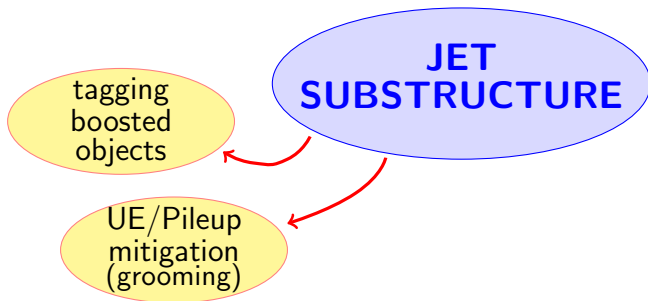 JET
SUBSTRUCTURE
tagging
boosted
objects
UE/Pileup
mitigation
(grooming)